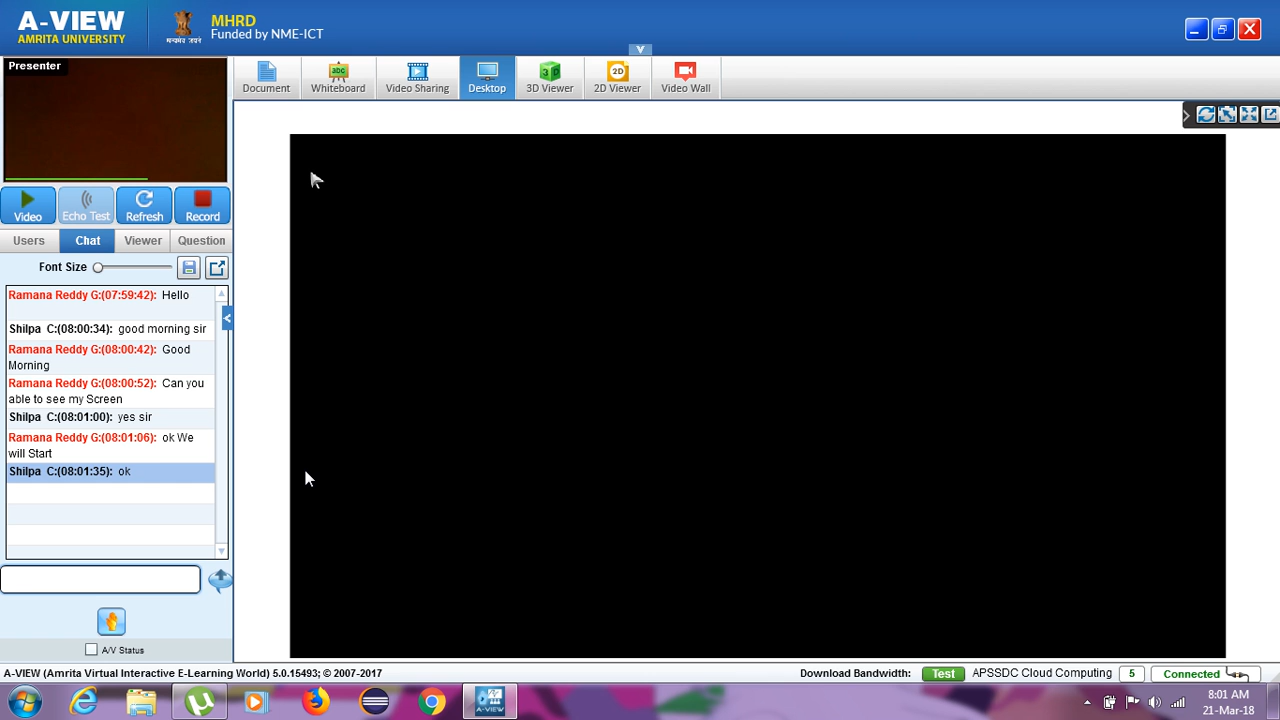 A-VIEW
AMRITA UNIVERSITY
MHRD
Funded by NME-ICT
Presenter
Document
Whiteboard
Video Sharing
Desktop
3D Viewer
2D Viewer
Video Wall
Video
Echo Test
Refresh
Record
Users
Chat
Viewer
Question
Font Size
Ramana Reddy G:(07:59:42): Hello
Shilpa C:(08:00:34): good morning sir
Ramana Reddy G:(08:00:42): Good
Morning
Ramana Reddy G:(08:00:52): Can you
able to see my Screen
Shilpa C:(08:01:00): yes sir
Ramana Reddy G:(08:01:06): ok We
will Start
Shilpa C:(08:01:35): ok
A/V Status
A-VIEW (Amrita Virtual Interactive E-Learning World) 5.0.15493; © 2007-2017
Download Bandwidth: Test APSSDC Cloud Computing 5 Connected
A-VIEW
8:01 AM
21-Mar-18